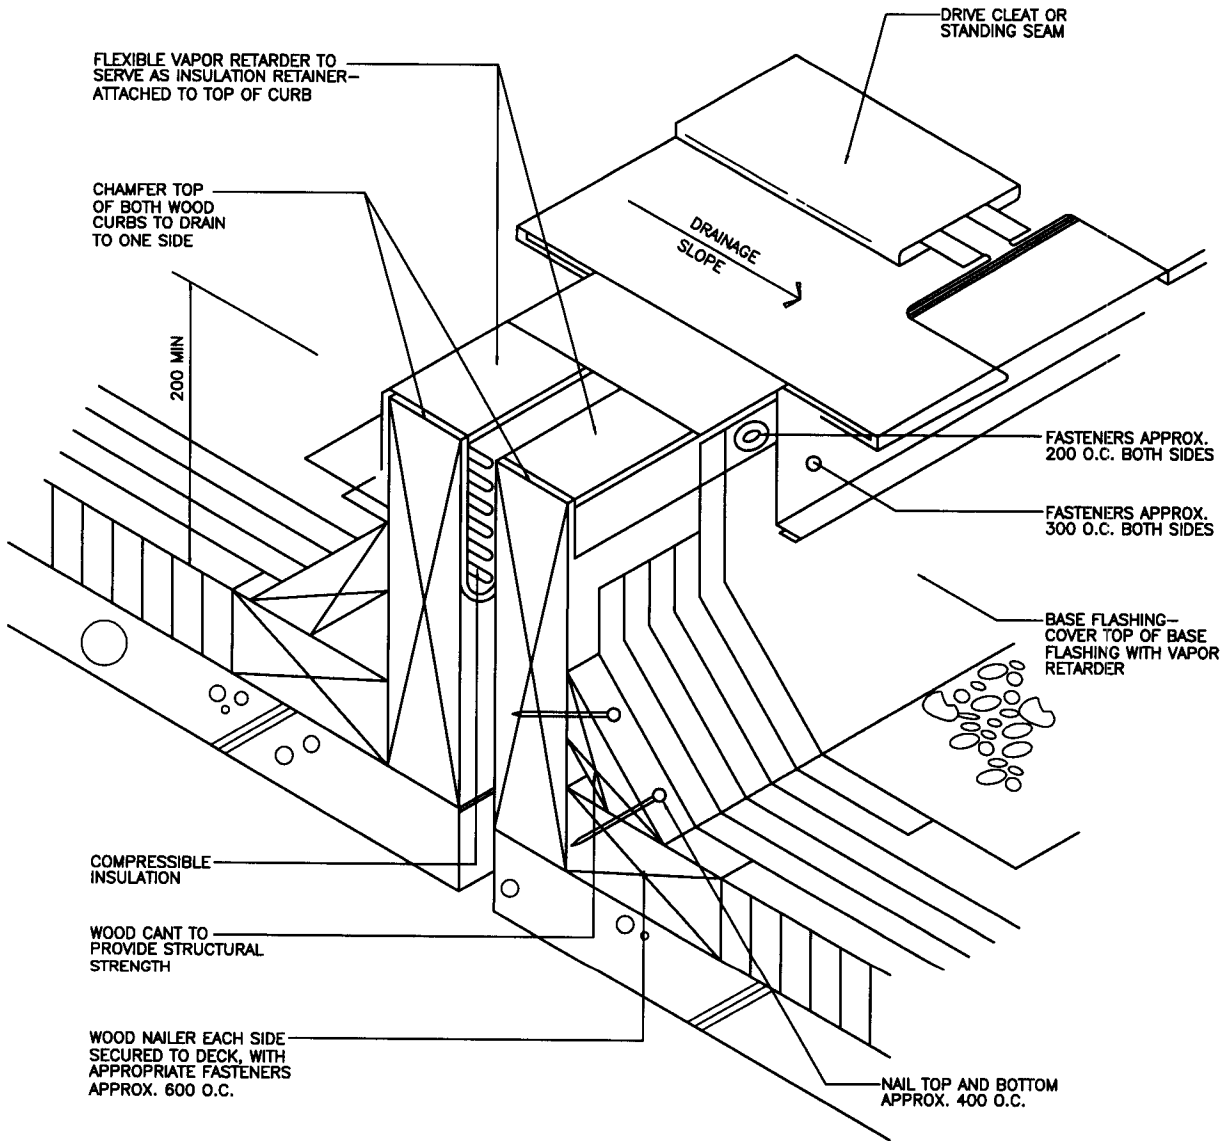 DRIVE CLEAT OR
STANDING SEAM
FLEXIBLE VAPOR RETARDER TO
SERVE AS INSULATION RETAINER–
ATTACHED TO TOP OF CURB
CHAMFER TOP
OF BOTH WOOD
CURBS TO DRAIN
TO ONE SIDE
DRAINAGE
SLOPE
200 MIN
FASTENERS APPROX.
200 O.C. BOTH SIDES
FASTENERS APPROX.
300 O.C. BOTH SIDES
BASE FLASHING–
COVER TOP OF BASE
FLASHING WITH VAPOR
RETARDER
COMPRESSIBLE
INSULATION
WOOD CANT TO
PROVIDE STRUCTURAL
STRENGTH
WOOD NAILER EACH SIDE
SECURED TO DECK, WITH
APPROPRIATE FASTENERS
APPROX. 600 O.C.
NAIL TOP AND BOTTOM
APPROX. 400 O.C.